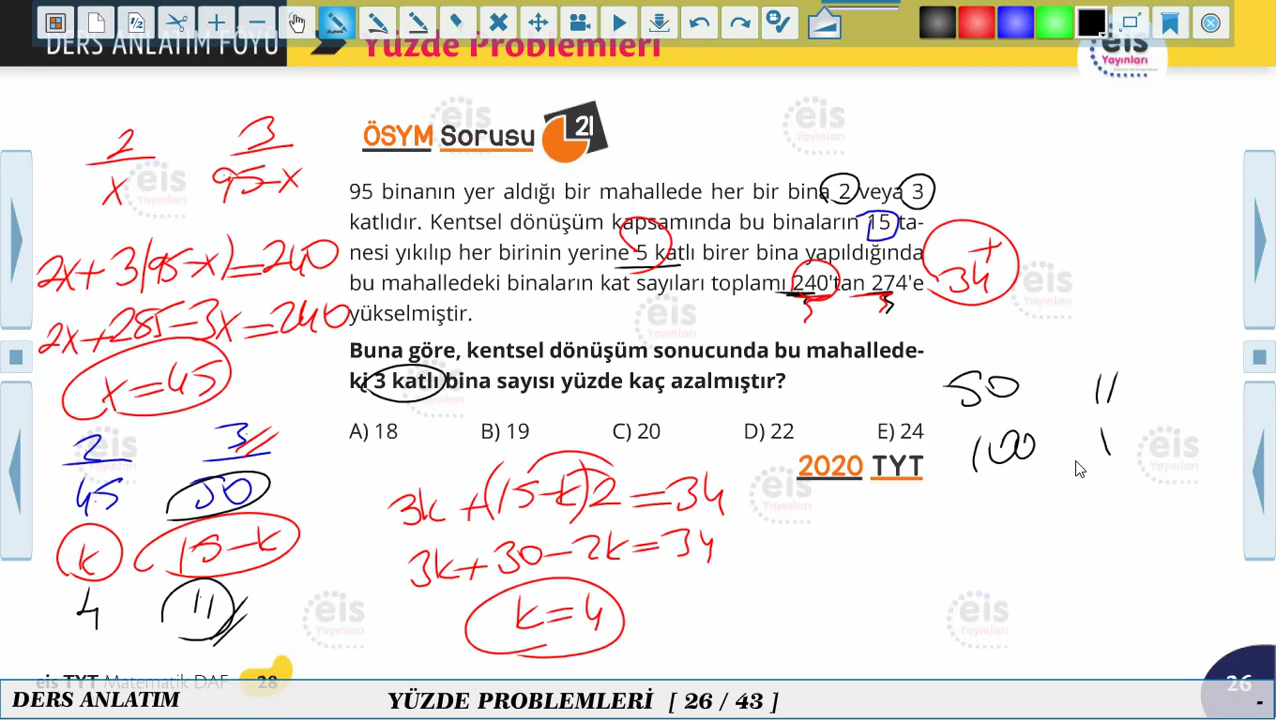 DERS ANLATIM FÖYÜ
Yüzde Problemleri
eis
Yayınları
ÖSYM Sorusu
21
95 binanın yer aldığı bir mahallede her bir bina 2 veya 3
katlıdır. Kentsel dönüşüm kapsamında bu binaların 15 ta-
nesi yıkılıp her birinin yerine 5 katlı birer bina yapıldığında
bu mahalledeki binaların kat sayıları toplamı 240'tan 274'e
yükselmiştir.
Buna göre, kentsel dönüşüm sonucunda bu mahallede-
ki 3 katlı bina sayısı yüzde kaç azalmıştır?
A) 18 B) 19 C) 20 D) 22 E) 24
2020 TYT
2 3
x 95-x
2x+3(95-x)=240
2x+285-3x=240
x=45
2 3
45 50
k 15-k
4 11
+
34
3k+(15-k)2=34
3k+30-2k=34
k=4
50 11
100 1
eis TYT Matematik DAF 28
26
DERS ANLATIM YÜZDE PROBLEMLERİ [ 26 / 43 ] -